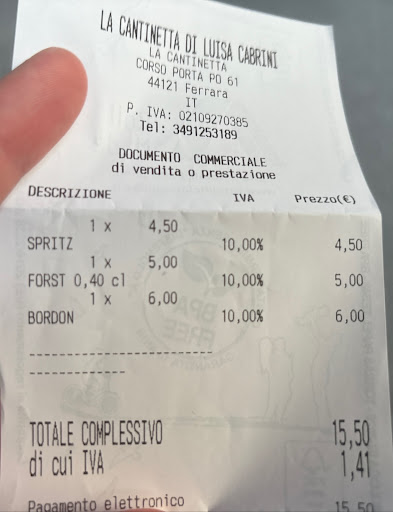 LA CANTINETTA DI LUISA CABRINI
LA CANTINETTA
CORSO PORTA PO 61
44121 Ferrara
IT
P. IVA: 02109270385
Tel: 3491253189
DOCUMENTO COMMERCIALE
di vendita o prestazione
DESCRIZIONE IVA Prezzo(€)
1 x 4,50
SPRITZ 10,00% 4,50
1 x 5,00
FORST 0,40 cl 10,00% 5,00
1 x 6,00
BORDON 10,00% 6,00
------------------------------
--------------
TOTALE COMPLESSIVO 15,50
di cui IVA 1,41
Pagamento elettronico 15,50